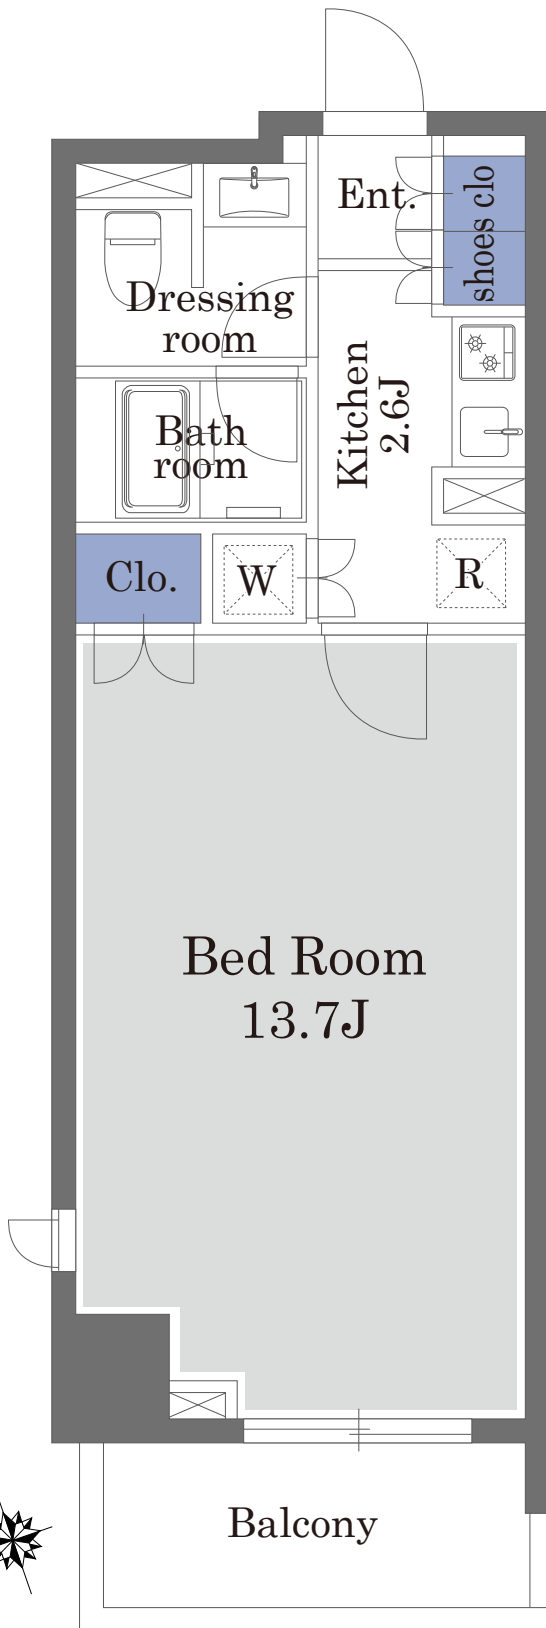 Ent.
shoes clo
Dressing
room
Kitchen
2.6J
Bath
room
Clo.
W
R
Bed Room
13.7J
Balcony